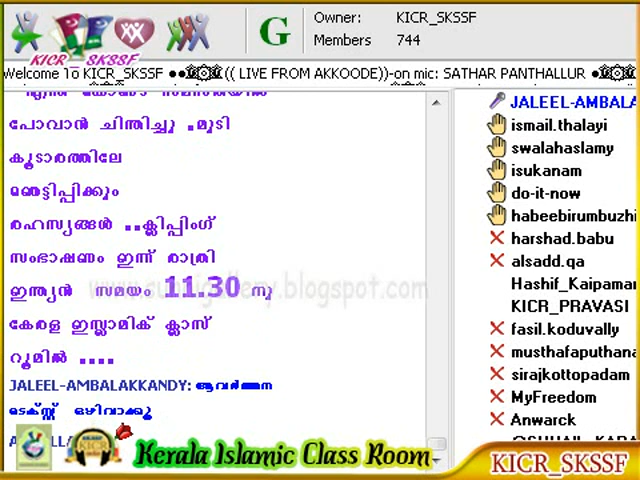 G
Owner: KICR_SKSSF
Members 744
KICR_SKSSF
Welcome To KICR_SKSSF ●●۞۞(( LIVE FROM AKKOODE))-on mic: SATHAR PANTHALLUR ●۞
പോവാൻ ചിന്തിച്ചു .മുടി
കൂടാരത്തിലേ
ഞെട്ടിപ്പിക്കും
രഹസ്യങ്ങൾ ..ക്ലിപ്പിംഗ്
സംഭാഷണം ഇന്ന് രാത്രി
ഇന്ത്യൻ സമയം 11.30 നു
കേരള ഇസ്ലാമിക് ക്ലാസ്
റൂമിൽ ....
JALEEL-AMBALAKKANDY: ആവർത്തന
ടെക്സ്റ്റ് ഒഴിവാക്കൂ
JALEEL-AMBALA
ismail.thalayi
swalahaslamy
isukanam
do-it-now
habeebirumbuzhi
harshad.babu
alsadd.qa
Hashif_Kaipaman
KICR_PRAVASI
fasil.koduvally
musthafaputhana
sirajkottopadam
MyFreedom
Anwarck
Kerala Islamic Class Room
KICR_SKSSF